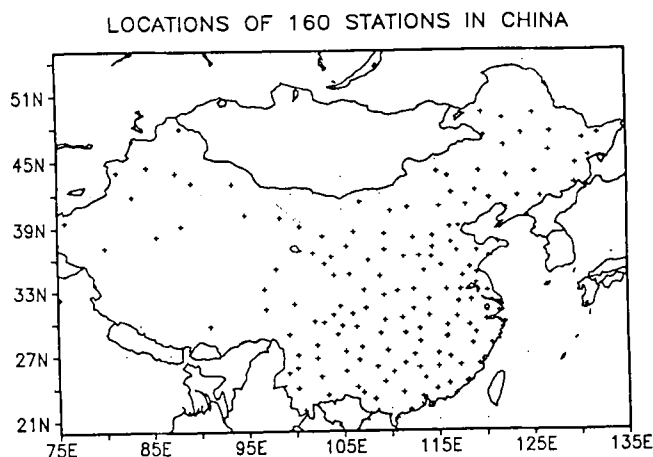 LOCATIONS OF 160 STATIONS IN CHINA
51N
45N
39N
33N
27N
21N
75E 85E 95E 105E 115E 125E 135E